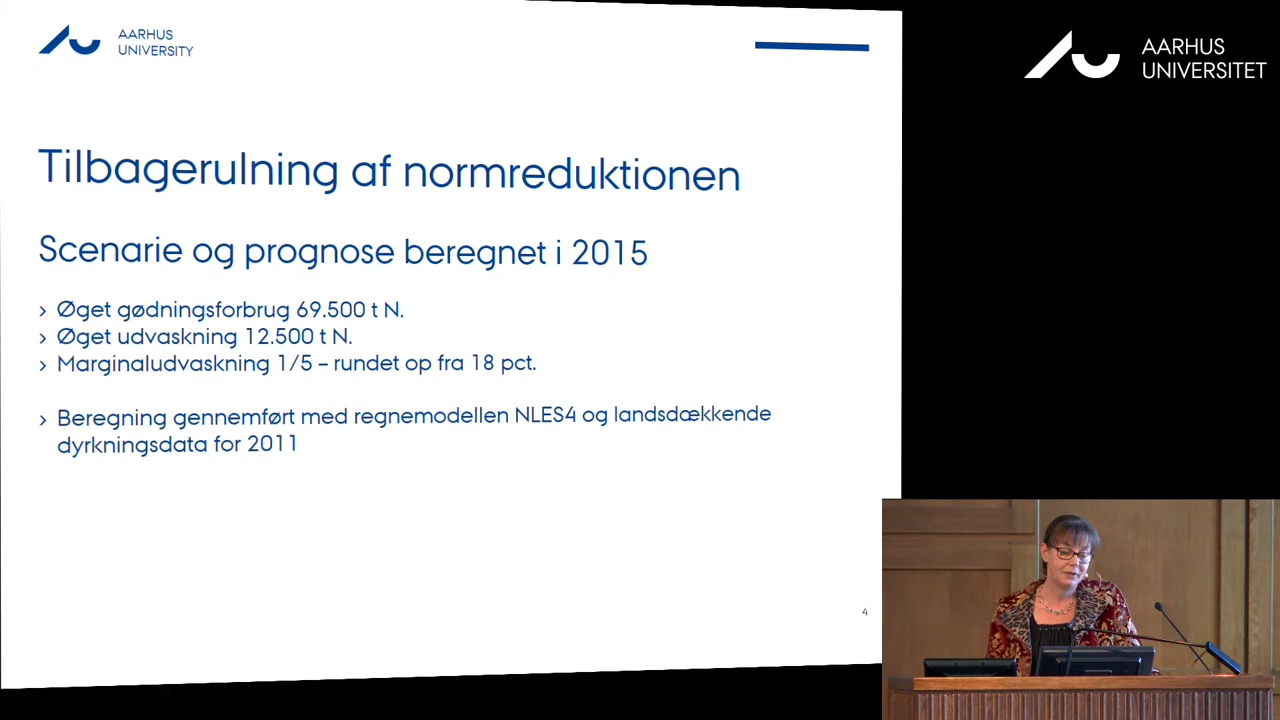 AARHUS
UNIVERSITY
AARHUS
UNIVERSITET
Tilbagerulning af normreduktionen
Scenarie og prognose beregnet i 2015
› Øget gødningsforbrug 69.500 t N.
› Øget udvaskning 12.500 t N.
› Marginaludvaskning 1/5 – rundet op fra 18 pct.
› Beregning gennemført med regnemodellen NLES4 og landsdækkende
dyrkningsdata for 2011
4